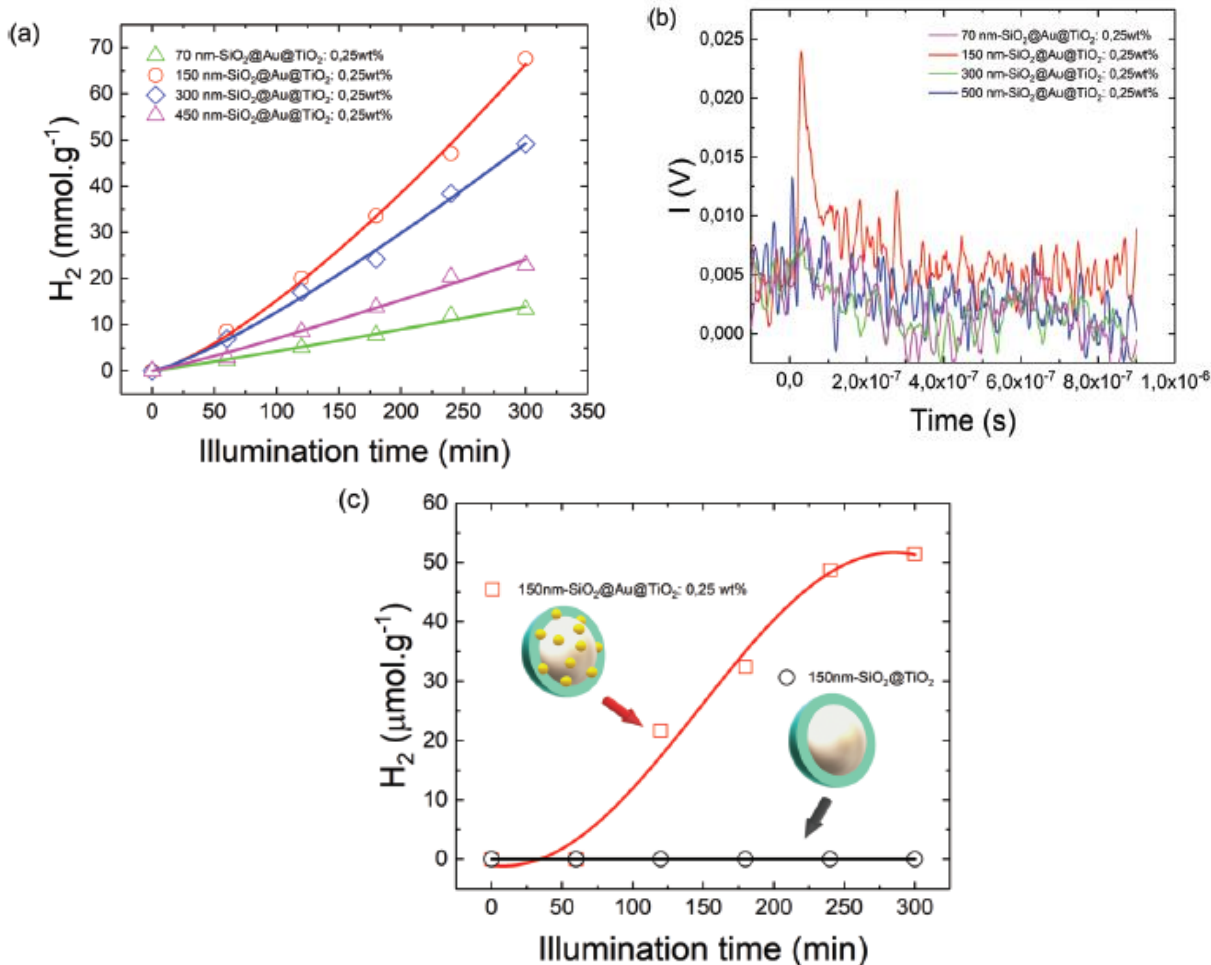 (a)
H₂ (mmol.g⁻¹)
70
60
50
40
30
20
10
0
70 nm-SiO₂@Au@TiO₂: 0,25wt%
150 nm-SiO₂@Au@TiO₂: 0,25wt%
300 nm-SiO₂@Au@TiO₂: 0,25wt%
450 nm-SiO₂@Au@TiO₂: 0,25wt%
0 50 100 150 200 250 300 350
Illumination time (min)
(b)
I (V)
0,025
0,020
0,015
0,010
0,005
0,000
70 nm-SiO₂@Au@TiO₂: 0,25wt%
150 nm-SiO₂@Au@TiO₂: 0,25wt%
300 nm-SiO₂@Au@TiO₂: 0,25wt%
500 nm-SiO₂@Au@TiO₂: 0,25wt%
0,0 2,0x10⁻⁷ 4,0x10⁻⁷ 6,0x10⁻⁷ 8,0x10⁻⁷ 1,0x10⁻⁶
Time (s)
(c)
H₂ (μmol.g⁻¹)
60
50
40
30
20
10
0
150nm-SiO₂@Au@TiO₂: 0,25 wt%
150nm-SiO₂@TiO₂
0 50 100 150 200 250 300
Illumination time (min)